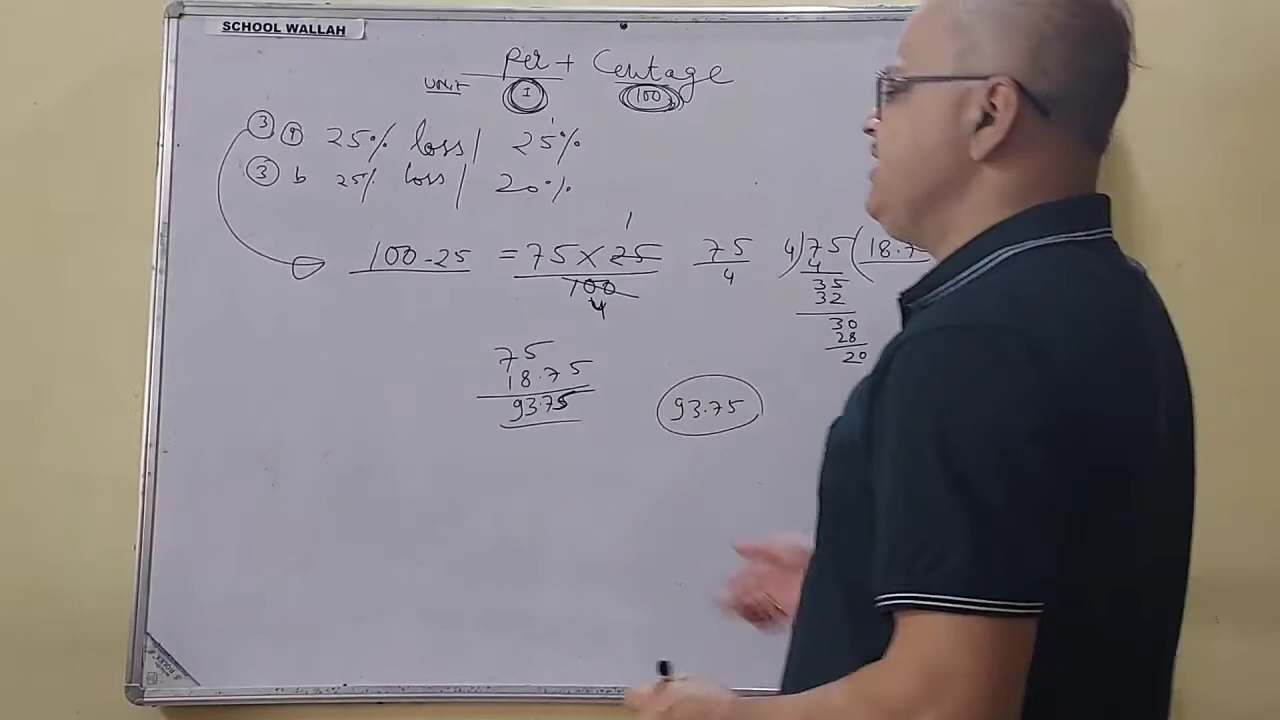 SCHOOL WALLAH
Per + Centage
UNIT 1 100
3 a 25% loss | 25%
3 b 25% loss | 20%
100-25 = 75 × 25 1
100 4
75
4
4)75(18.7
4
35
32
30
28
20
75
18.75
93.75
93.75